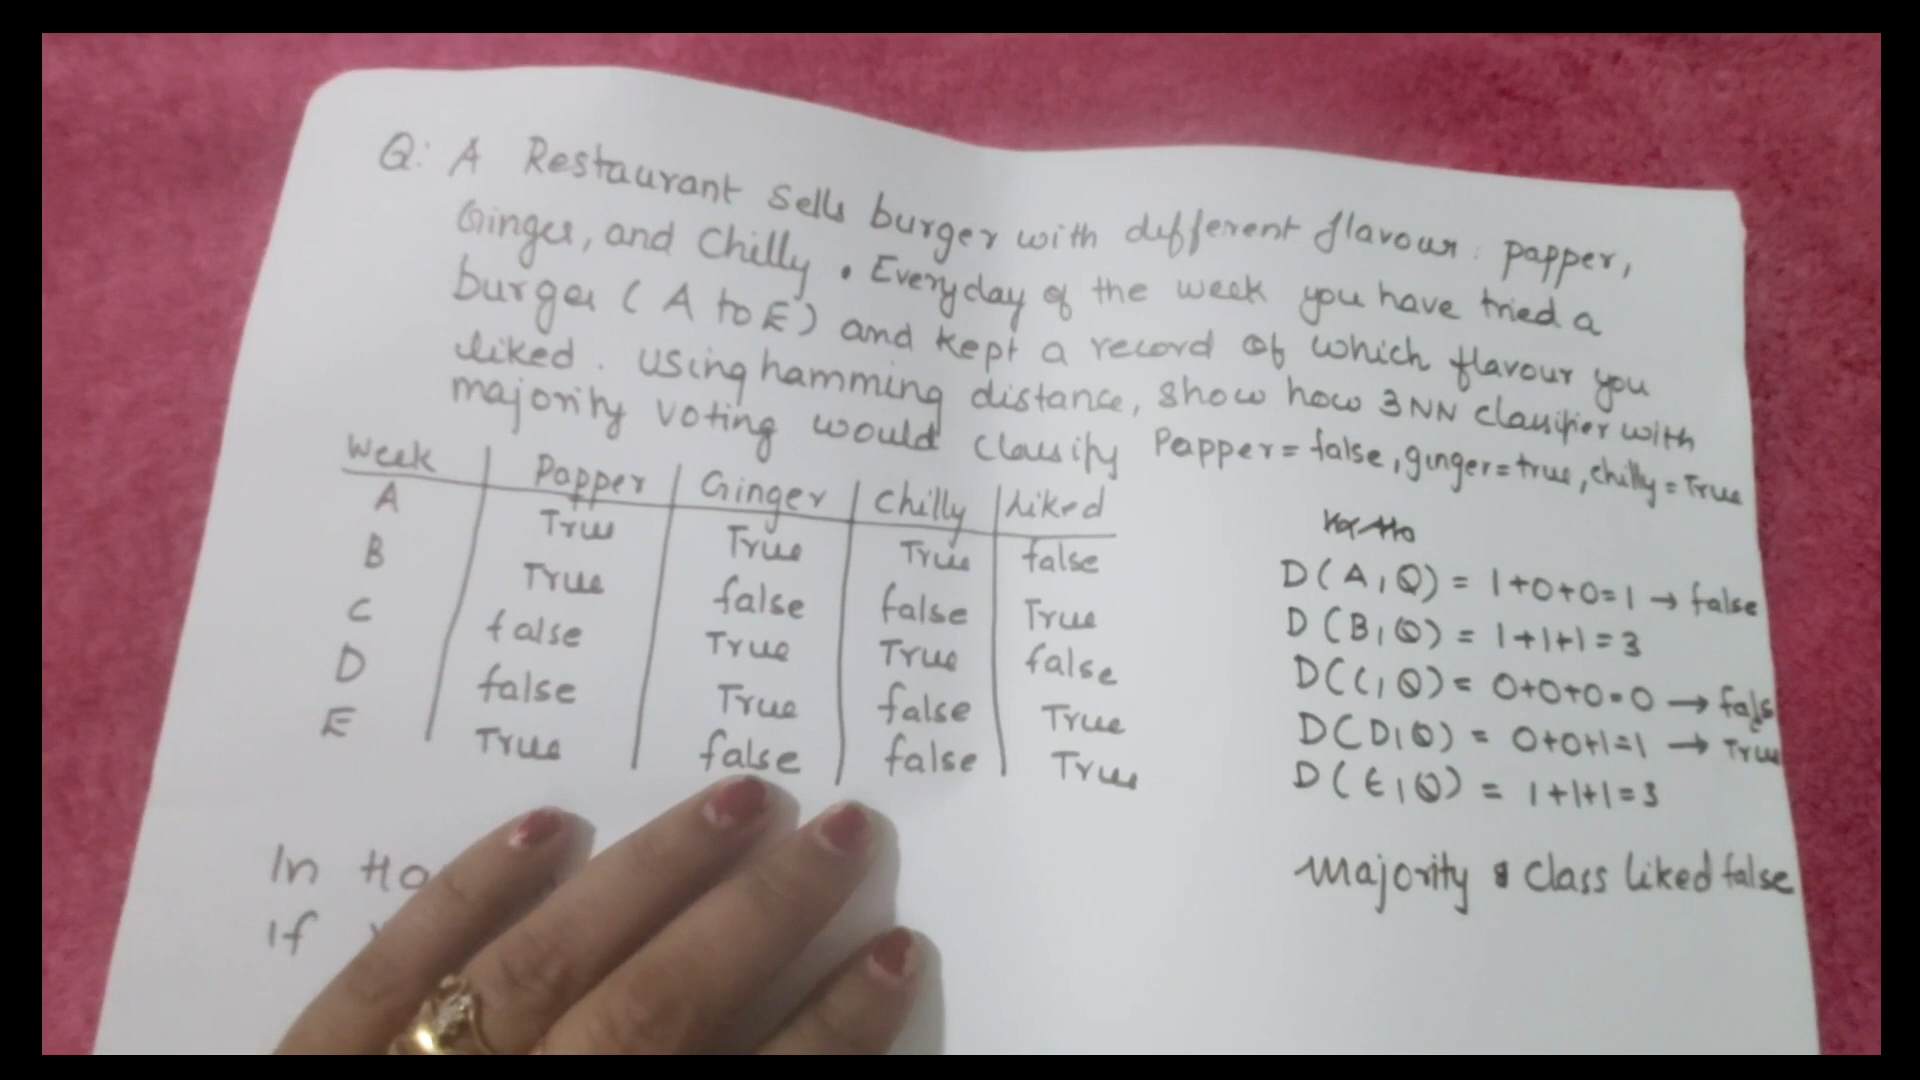 Q: A Restaurant sells burger with different flavour: papper,
Ginger, and Chilly. Everyday of the week you have tried a
burger (A to E) and kept a record of which flavour you
liked. Using hamming distance, show how 3NN classifier with
majority voting would classify Papper=false, ginger=true, chilly=True
Week Papper Ginger Chilly liked
A True True True false
B True false false True
C false True True false
D false True false True
E True false false True
D(A,Q) = 1+0+0=1 → false
D(B,Q) = 1+1+1=3
D(C,Q) = 0+0+0=0 → false
D(D,Q) = 0+0+1=1 → True
D(E,Q) = 1+1+1=3
Majority Class liked false
In
If